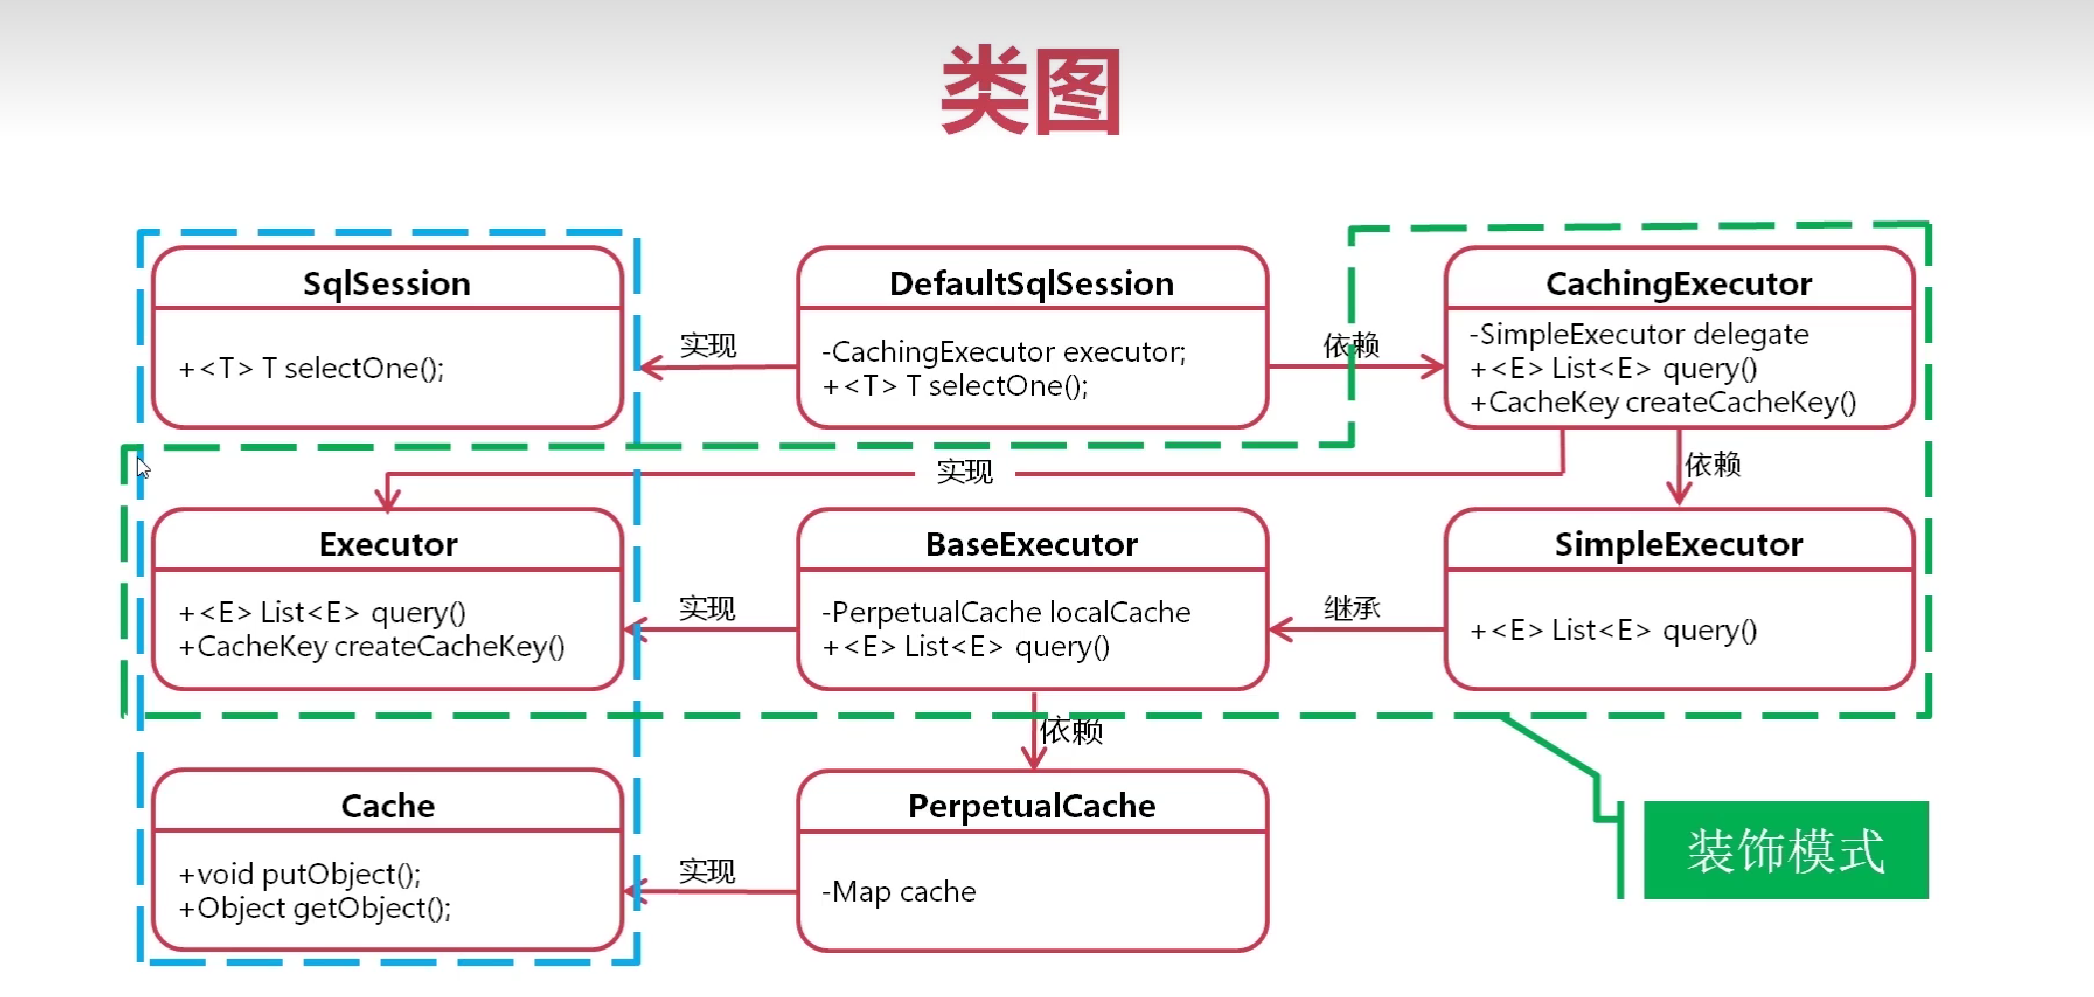 类图
SqlSession
+<T> T selectOne();
实现
DefaultSqlSession
-CachingExecutor executor;
+<T> T selectOne();
依赖
CachingExecutor
-SimpleExecutor delegate
+<E> List<E> query()
+CacheKey createCacheKey()
实现
依赖
Executor
+<E> List<E> query()
+CacheKey createCacheKey()
实现
BaseExecutor
-PerpetualCache localCache
+<E> List<E> query()
继承
SimpleExecutor
+<E> List<E> query()
依赖
Cache
+void putObject();
+Object getObject();
实现
PerpetualCache
-Map cache
装饰模式